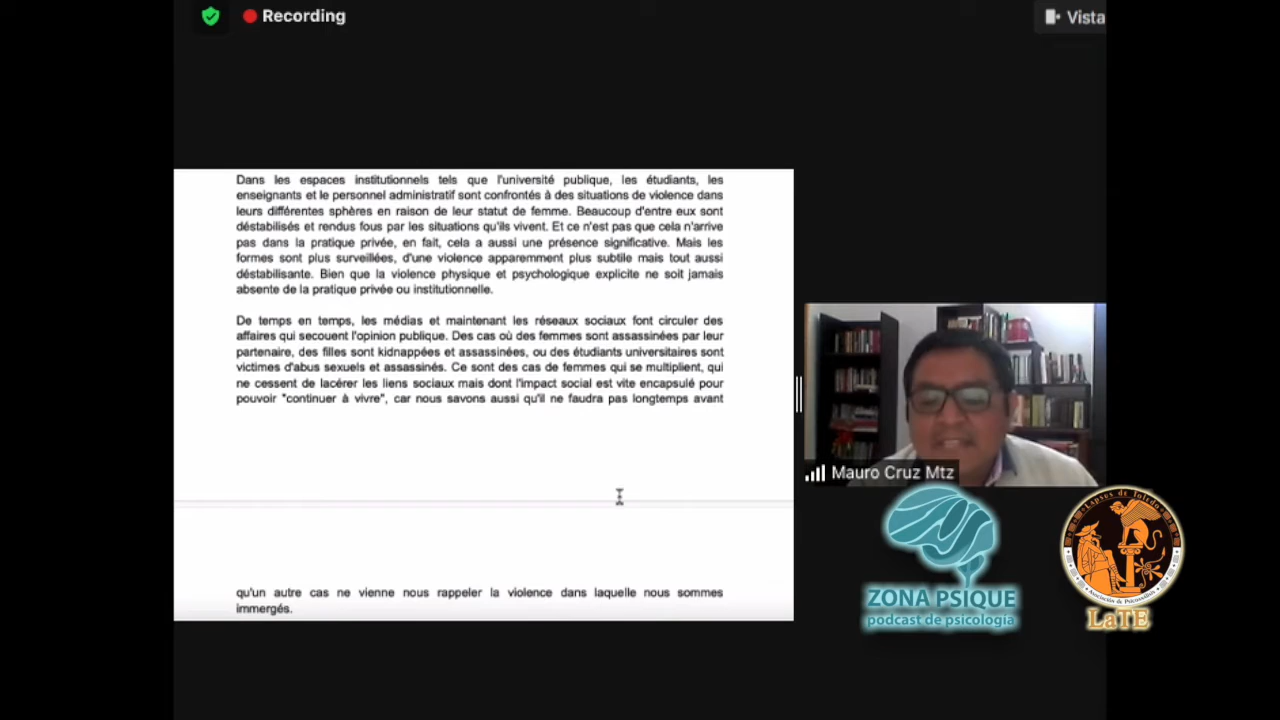 Recording
Vista
Dans les espaces institutionnels tels que l'université publique, les étudiants, les
enseignants et le personnel administratif sont confrontés à des situations de violence dans
leurs différentes sphères en raison de leur statut de femme. Beaucoup d'entre eux sont
déstabilisés et rendus fous par les situations qu'ils vivent. Et ce n'est pas que cela n'arrive
pas dans la pratique privée, en fait, cela a aussi une présence significative. Mais les
formes sont plus surveillées, d'une violence apparemment plus subtile mais tout aussi
déstabilisante. Bien que la violence physique et psychologique explicite ne soit jamais
absente de la pratique privée ou institutionnelle.
De temps en temps, les médias et maintenant les réseaux sociaux font circuler des
affaires qui secouent l'opinion publique. Des cas où des femmes sont assassinées par leur
partenaire, des filles sont kidnappées et assassinées, ou des étudiants universitaires sont
victimes d'abus sexuels et assassinés. Ce sont des cas de femmes qui se multiplient, qui
ne cessent de lacérer les liens sociaux mais dont l'impact social est vite encapsulé pour
pouvoir "continuer à vivre", car nous savons aussi qu'il ne faudra pas longtemps avant
qu'un autre cas ne vienne nous rappeler la violence dans laquelle nous sommes
immergés.
Mauro Cruz Mtz
ZONA PSIQUE
podcast de psicología
Lapsus de Toledo
Asociación de Psicoanálisis
LaTE